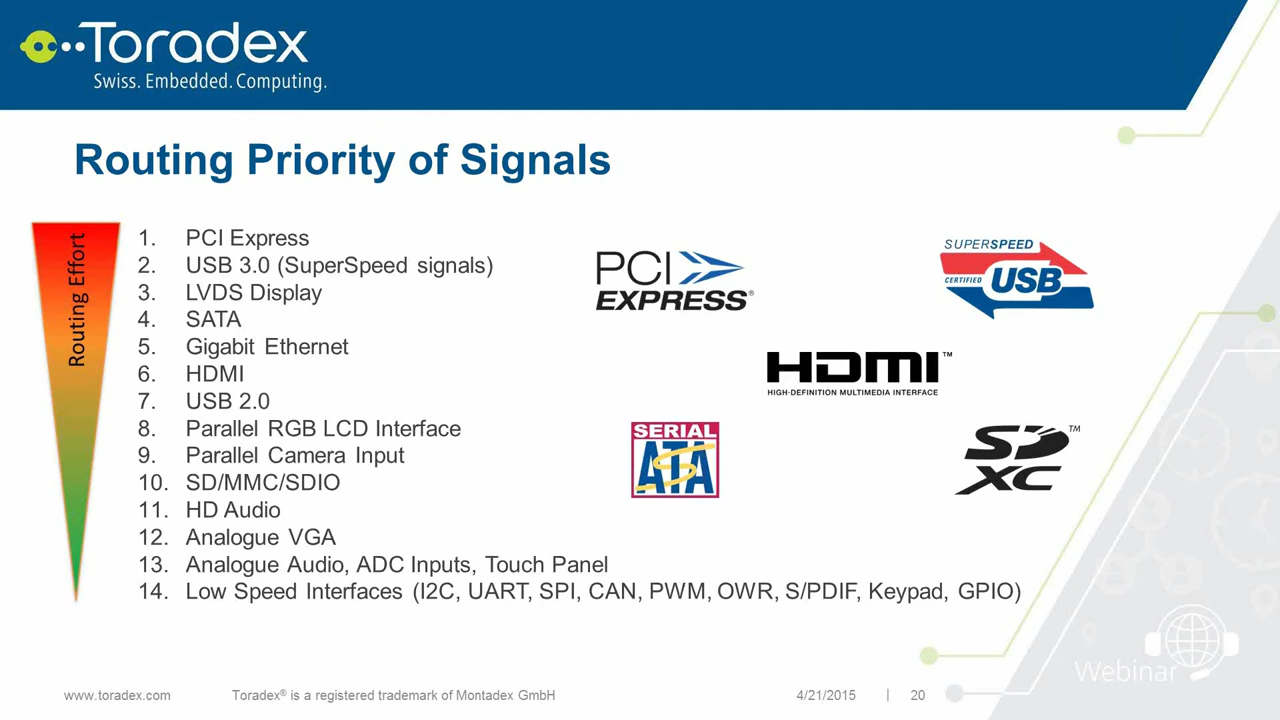 Toradex
Swiss. Embedded. Computing.
Routing Priority of Signals
Routing Effort
1. PCI Express
2. USB 3.0 (SuperSpeed signals)
3. LVDS Display
4. SATA
5. Gigabit Ethernet
6. HDMI
7. USB 2.0
8. Parallel RGB LCD Interface
9. Parallel Camera Input
10. SD/MMC/SDIO
11. HD Audio
12. Analogue VGA
13. Analogue Audio, ADC Inputs, Touch Panel
14. Low Speed Interfaces (I2C, UART, SPI, CAN, PWM, OWR, S/PDIF, Keypad, GPIO)
PCI
EXPRESS®
SUPERSPEED
CERTIFIED USB
HDMI™
HIGH-DEFINITION MULTIMEDIA INTERFACE
SERIAL
ATA
SD™
XC
Webinar
www.toradex.com Toradex® is a registered trademark of Montadex GmbH 4/21/2015 | 20